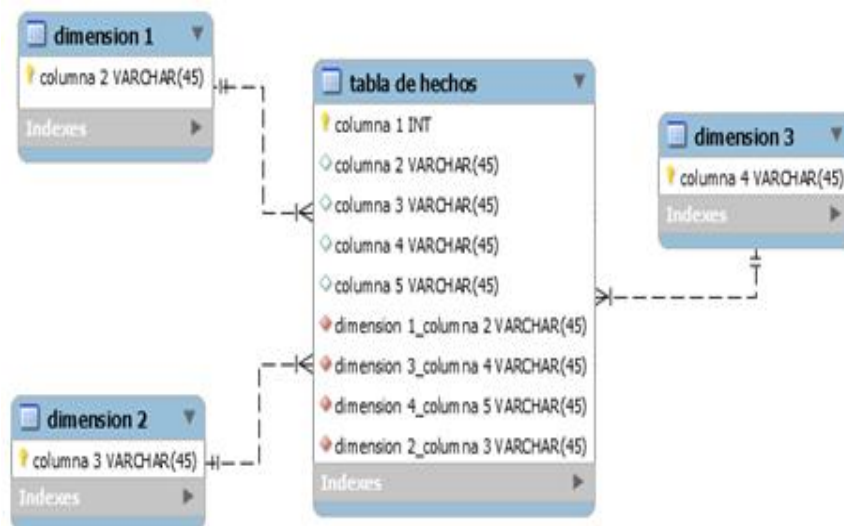 dimension 1
columna 2 VARCHAR(45)
Indexes
tabla de hechos
columna 1 INT
columna 2 VARCHAR(45)
columna 3 VARCHAR(45)
columna 4 VARCHAR(45)
columna 5 VARCHAR(45)
dimension 1_columna 2 VARCHAR(45)
dimension 3_columna 4 VARCHAR(45)
dimension 4_columna 5 VARCHAR(45)
dimension 2_columna 3 VARCHAR(45)
Indexes
dimension 3
columna 4 VARCHAR(45)
Indexes
dimension 2
columna 3 VARCHAR(45)
Indexes